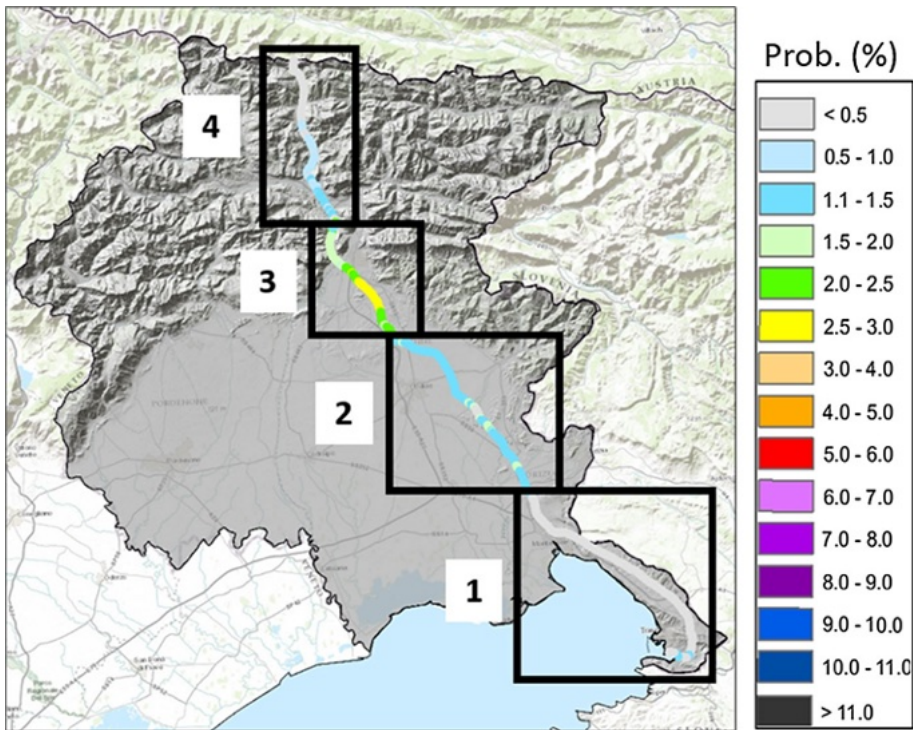 Prob. (%)
AUSTRIA
4
< 0.5
0.5 - 1.0
1.1 - 1.5
1.5 - 2.0
3
SLOVENI
2.0 - 2.5
2.5 - 3.0
3.0 - 4.0
PORDENONE
2
4.0 - 5.0
5.0 - 6.0
6.0 - 7.0
7.0 - 8.0
VENETO
1
8.0 - 9.0
9.0 - 10.0
10.0 - 11.0
> 11.0